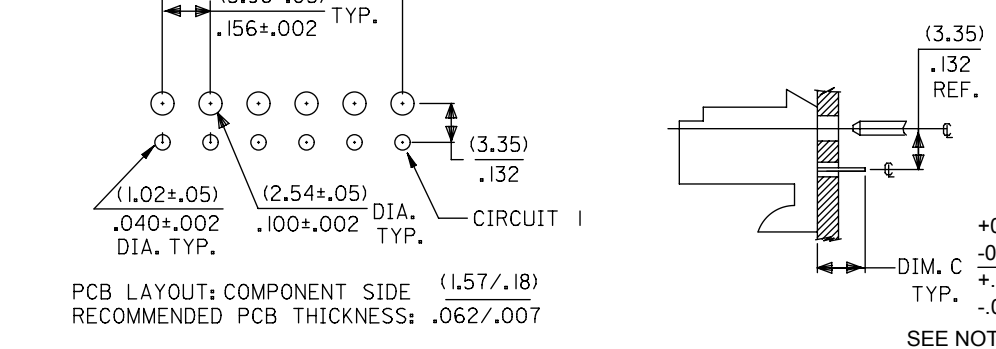 .156±.002 TYP.
(3.35)
.132
(1.02±.05)
.040±.002
DIA. TYP.
(2.54±.05)
.100±.002
DIA.
TYP.
CIRCUIT 1
PCB LAYOUT: COMPONENT SIDE (1.57/.18)
RECOMMENDED PCB THICKNESS: .062/.007
(3.35)
.132
REF.
℄
℄
DIM. C
TYP.
SEE NOT